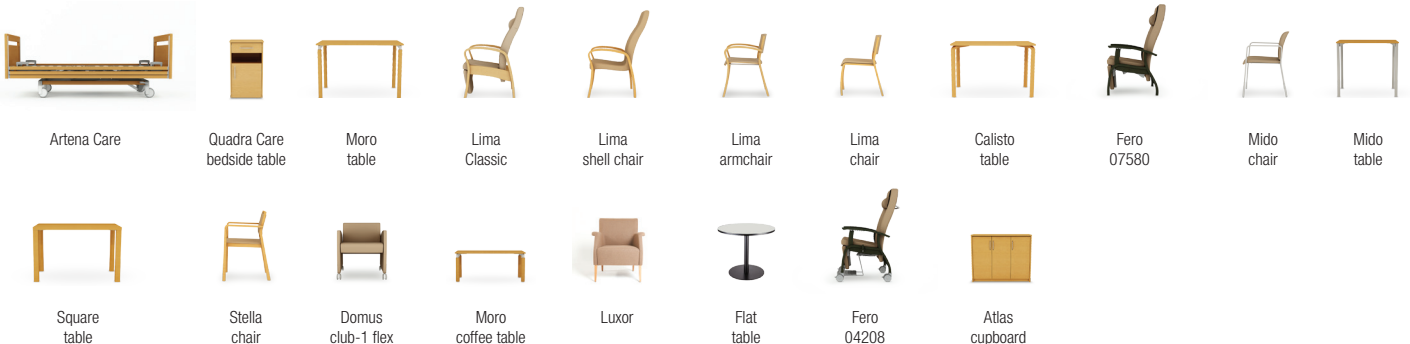 Artena Care
Quadra Care
bedside table
Moro
table
Lima
Classic
Lima
shell chair
Lima
armchair
Lima
chair
Calisto
table
Fero
07580
Mido
chair
Mido
table
Square
table
Stella
chair
Domus
club-1 flex
Moro
coffee table
Luxor
Flat
table
Fero
04208
Atlas
cupboard